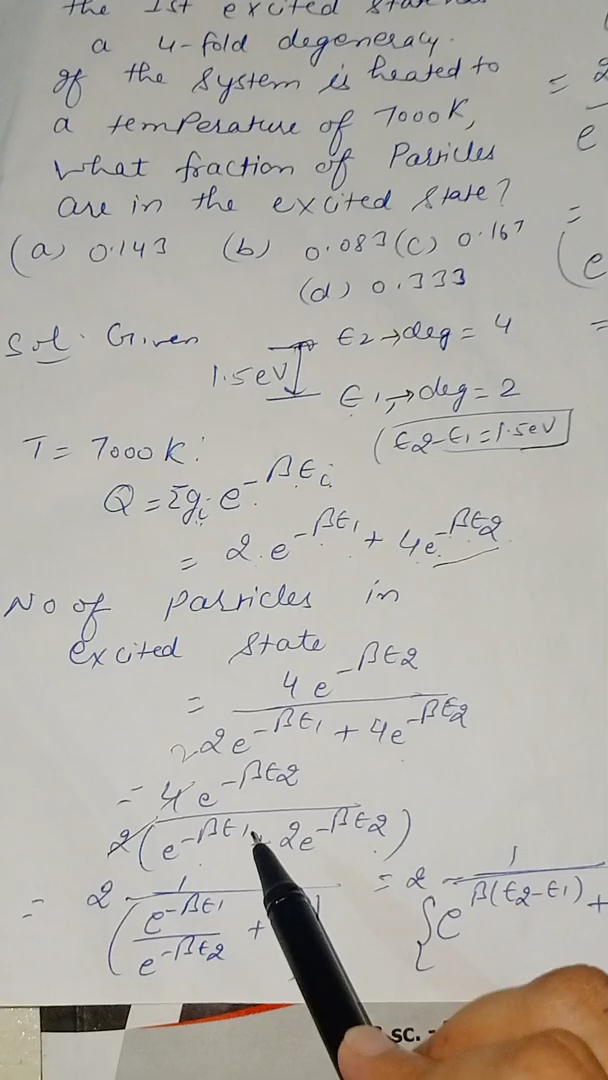 the 1st excited
a 4-fold degeneracy.
If the system is heated to
a temperature of 7000K,
what fraction of Particles
are in the excited state?
(a) 0.143 (b) 0.083 (c) 0.167
(d) 0.333
Sol. Given
ϵ2 → deg = 4
1.5eV
ϵ1, → deg = 2
(ϵ2-ϵ1 = 1.5eV
T = 7000K:
Q = Σgi e^-βϵi
= 2.e^-βϵ1 + 4e^-βϵ2
No of particles in
excited state
= 4e^-βϵ2 / 2e^-βϵ1 + 4e^-βϵ2
= 4e^-βϵ2 / 2(e^-βϵ1 2e^-βϵ2)
= 2 1 / (e^-βϵ1 / e^-βϵ2 +
= 2 1 / {e^β(ϵ2-ϵ1) +
= 2
e
=
(e
=
sc.